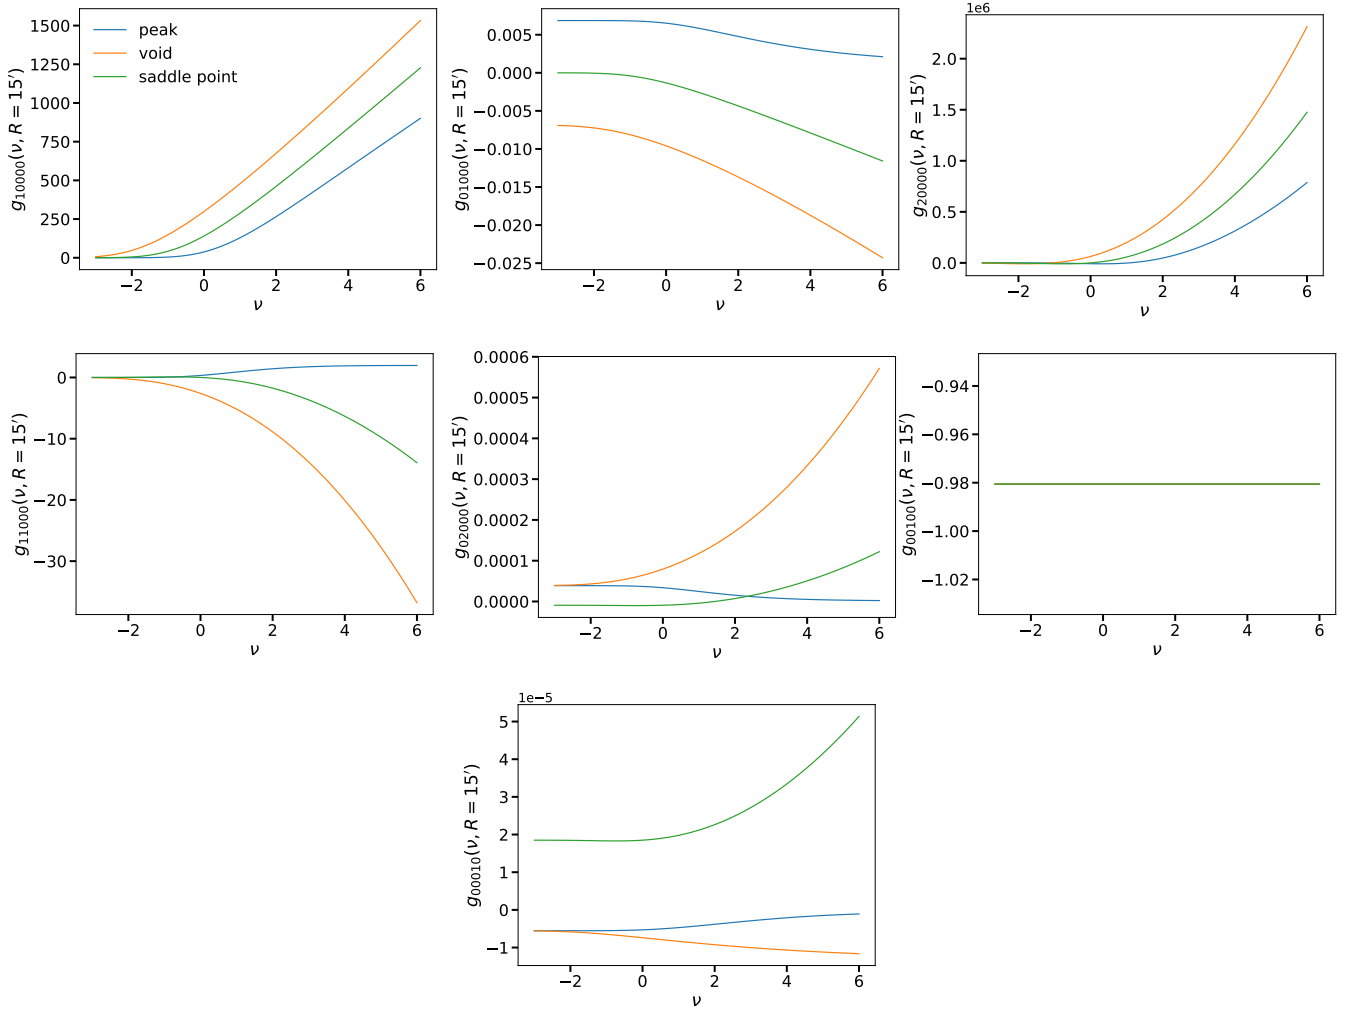 1500
1250
1000
750
500
250
0
g₁₀₀₀₀(ν, R = 15′)
peak
void
saddle point
−2 0 2 4 6
ν
0.005
0.000
−0.005
−0.010
−0.015
−0.020
−0.025
g₀₁₀₀₀(ν, R = 15′)
−2 0 2 4 6
ν
1e6
2.0
1.5
1.0
0.5
0.0
g₂₀₀₀₀(ν, R = 15′)
−2 0 2 4 6
ν
0
−10
−20
−30
g₁₁₀₀₀(ν, R = 15′)
−2 0 2 4 6
ν
0.0006
0.0005
0.0004
0.0003
0.0002
0.0001
0.0000
g₀₂₀₀₀(ν, R = 15′)
−2 0 2 4 6
ν
−0.94
−0.96
−0.98
−1.00
−1.02
g₀₀₁₀₀(ν, R = 15′)
−2 0 2 4 6
ν
1e−5
5
4
3
2
1
0
−1
g₀₀₀₁₀(ν, R = 15′)
−2 0 2 4 6
ν